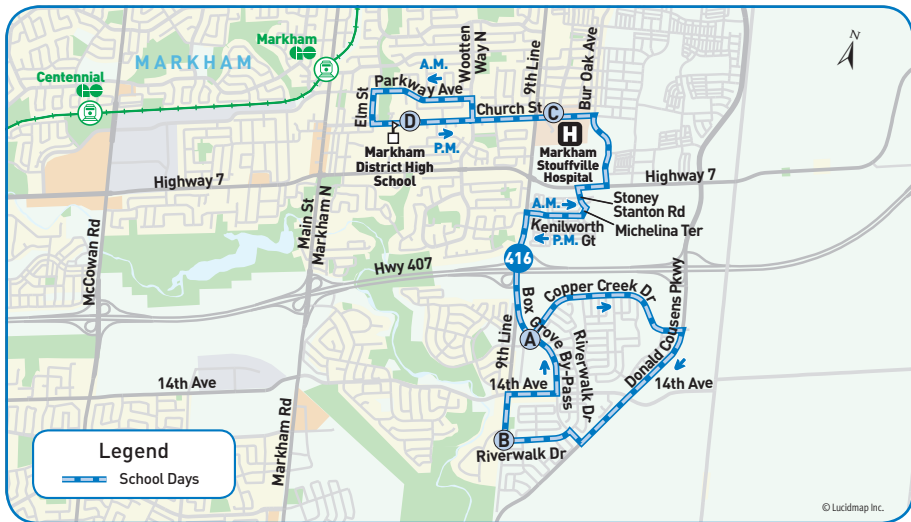 N
Markham
MARKHAM
Centennial
A.M.
Wootten
Way N
9th Line
Bur Oak Ave
Elm St
Parkway Ave
Church St
C
D
P.M.
H
Markham
District High
School
Markham
Stouffville
Hospital
Highway 7
Highway 7
Stoney
Stanton Rd
Michelina Ter
A.M.
Kenilworth
Gt
P.M.
Main St
Markham N
McCowan Rd
416
Hwy 407
Copper Creek Dr
Box Grove By-Pass
Donald Cousens Pkwy
A
9th Line
Riverwalk Dr
14th Ave
14th Ave
14th Ave
Markham Rd
B
Riverwalk Dr
Legend
School Days
© Lucidmap Inc.